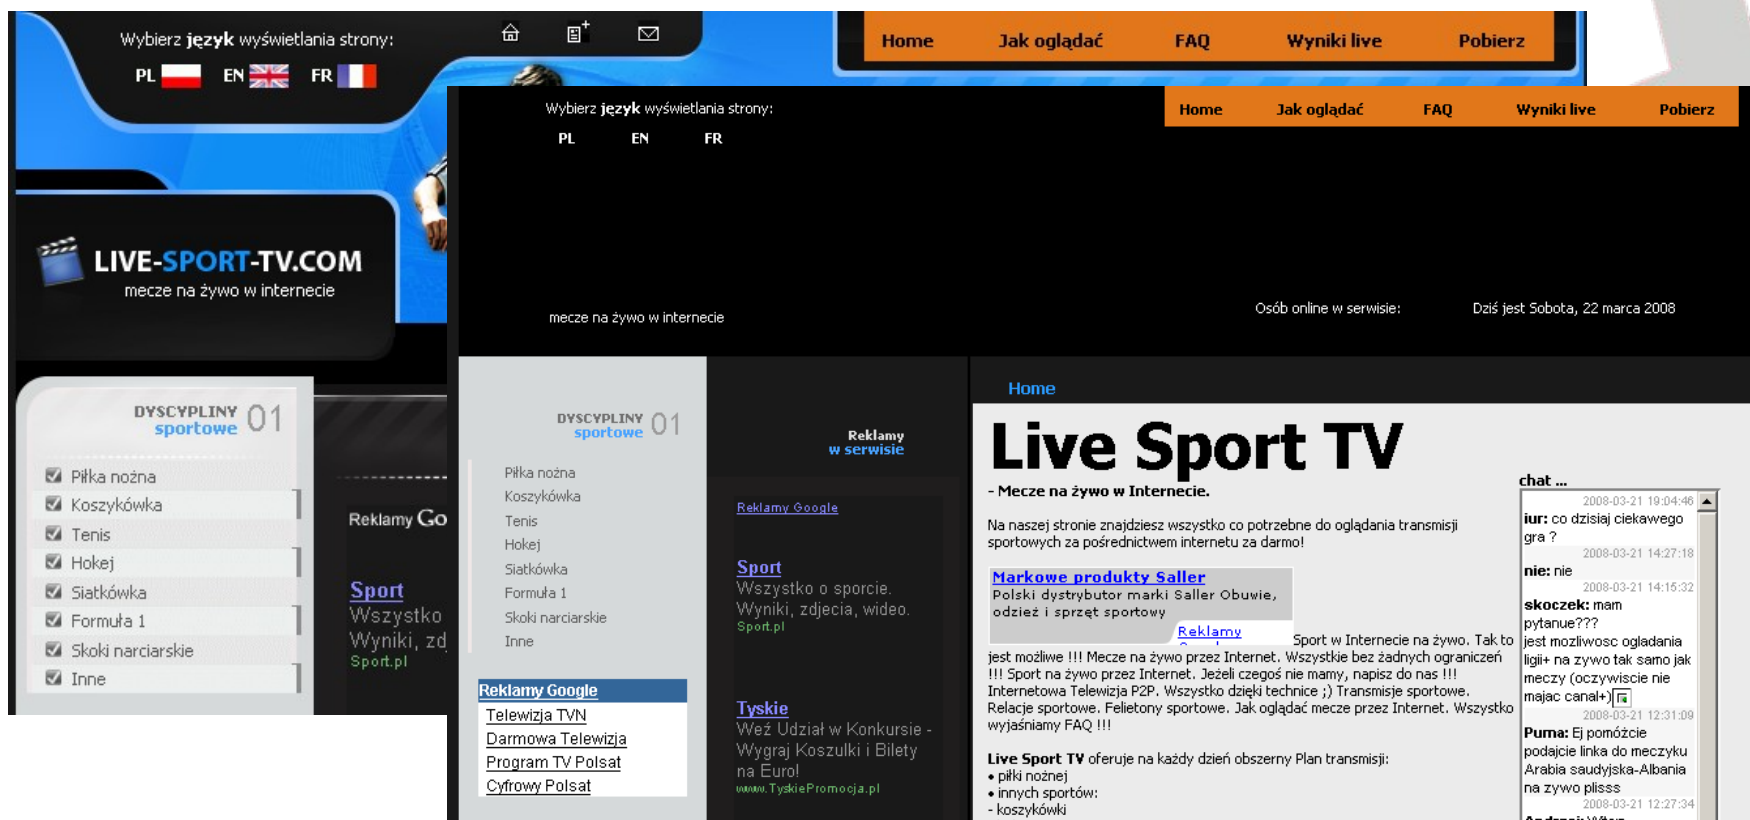 Wybierz język wyświetlania strony:
PL EN FR
Home Jak oglądać FAQ Wyniki live Pobierz
LIVE-SPORT-TV.COM
mecze na żywo w internecie
DYSCYPLINY 01
sportowe
Piłka nożna
Koszykówka
Tenis
Hokej
Siatkówka
Formuła 1
Skoki narciarskie
Inne
Reklamy Go
Sport
Wszystko
Wyniki, zd
Sport.pl
Wybierz język wyświetlania strony:
PL EN FR
Home Jak oglądać FAQ Wyniki live Pobierz
mecze na żywo w internecie
Osób online w serwisie: Dziś jest Sobota, 22 marca 2008
DYSCYPLINY 01
sportowe
Piłka nożna
Koszykówka
Tenis
Hokej
Siatkówka
Formuła 1
Skoki narciarskie
Inne
Reklamy Google
Telewizja TVN
Darmowa Telewizja
Program TV Polsat
Cyfrowy Polsat
Reklamy
w serwisie
Reklamy Google
Sport
Wszystko o sporcie.
Wyniki, zdjecia, wideo.
Sport.pl
Tyskie
Weź Udział w Konkursie -
Wygraj Koszulki i Bilety
na Euro!
www.TyskiePromocja.pl
Home
Live Sport TV
- Mecze na żywo w Internecie.
Na naszej stronie znajdziesz wszystko co potrzebne do oglądania transmisji
sportowych za pośrednictwem internetu za darmo!
Markowe produkty Saller
Polski dystrybutor marki Saller Obuwie,
odzież i sprzęt sportowy
Reklamy
Sport w Internecie na żywo. Tak to
jest możliwe !!! Mecze na żywo przez Internet. Wszystkie bez żadnych ograniczeń
!!! Sport na żywo przez Internet. Jeżeli czegoś nie mamy, napisz do nas !!!
Internetowa Telewizja P2P. Wszystko dzięki technice ;) Transmisje sportowe.
Relacje sportowe. Felietony sportowe. Jak oglądać mecze przez Internet. Wszystko
wyjaśniamy FAQ !!!
Live Sport TV oferuje na każdy dzień obszerny Plan transmisji:
• piłki nożnej
• innych sportów:
- koszykówki
chat ...
2008-03-21 19:04:46
iur: co dzisiaj ciekawego
gra ?
2008-03-21 14:27:18
nie: nie
2008-03-21 14:15:32
skoczek: mam
pytanue???
jest mozliwosc ogladania
ligii+ na zywo tak samo jak
meczy (oczywiscie nie
majac canal+)
2008-03-21 12:31:09
Puma: Ej pomóżcie
podajcie linka do meczyku
Arabia saudyjska-Albania
na zywo plisss
2008-03-21 12:27:34